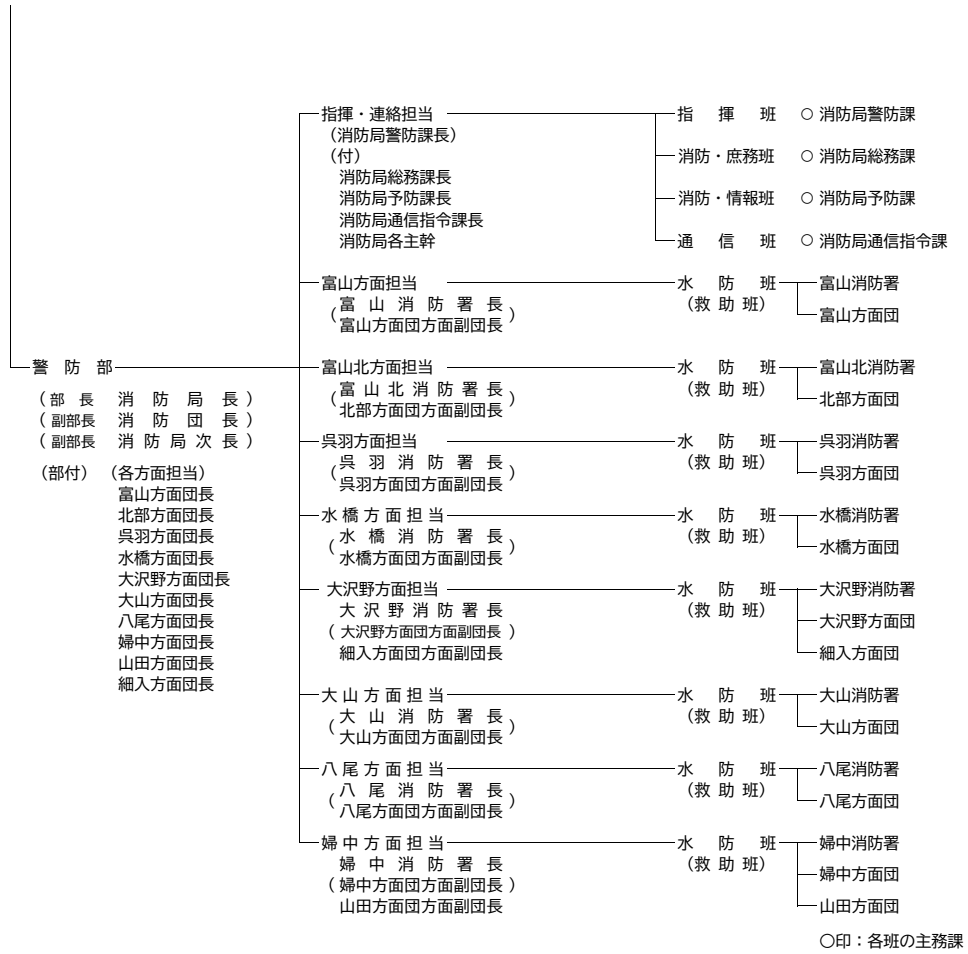 指揮・連絡担当 指揮班 ○ 消防局警防課
（消防局警防課長）
（付） 消防・庶務班 ○ 消防局総務課
消防局総務課長
消防局予防課長 消防・情報班 ○ 消防局予防課
消防局通信指令課長
消防局各主幹 通信班 ○ 消防局通信指令課
富山方面担当 水防班 富山消防署
（富山消防署長 （救助班）
富山方面団方面副団長） 富山方面団
警防部 富山北方面担当 水防班 富山北消防署
（部長 消防局長） （富山北消防署長 （救助班）
（副部長 消防団長） 北部方面団方面副団長） 北部方面団
（副部長 消防局次長） 呉羽方面担当 水防班 呉羽消防署
（呉羽消防署長 （救助班）
（部付）（各方面担当） 呉羽方面団方面副団長） 呉羽方面団
富山方面団長
北部方面団長 水橋方面担当 水防班 水橋消防署
呉羽方面団長 （水橋消防署長 （救助班）
水橋方面団長 水橋方面団方面副団長） 水橋方面団
大沢野方面団長 大沢野方面担当 水防班 大沢野消防署
大山方面団長 大沢野消防署長 （救助班）
八尾方面団長 （大沢野方面団方面副団長） 大沢野方面団
婦中方面団長 細入方面団方面副団長 細入方面団
山田方面団長
細入方面団長
大山方面担当 水防班 大山消防署
（大山消防署長 （救助班）
大山方面団方面副団長） 大山方面団
八尾方面担当 水防班 八尾消防署
（八尾消防署長 （救助班）
八尾方面団方面副団長） 八尾方面団
婦中方面担当 水防班 婦中消防署
婦中消防署長 （救助班）
（婦中方面団方面副団長） 婦中方面団
山田方面団方面副団長 山田方面団
○印：各班の主務課